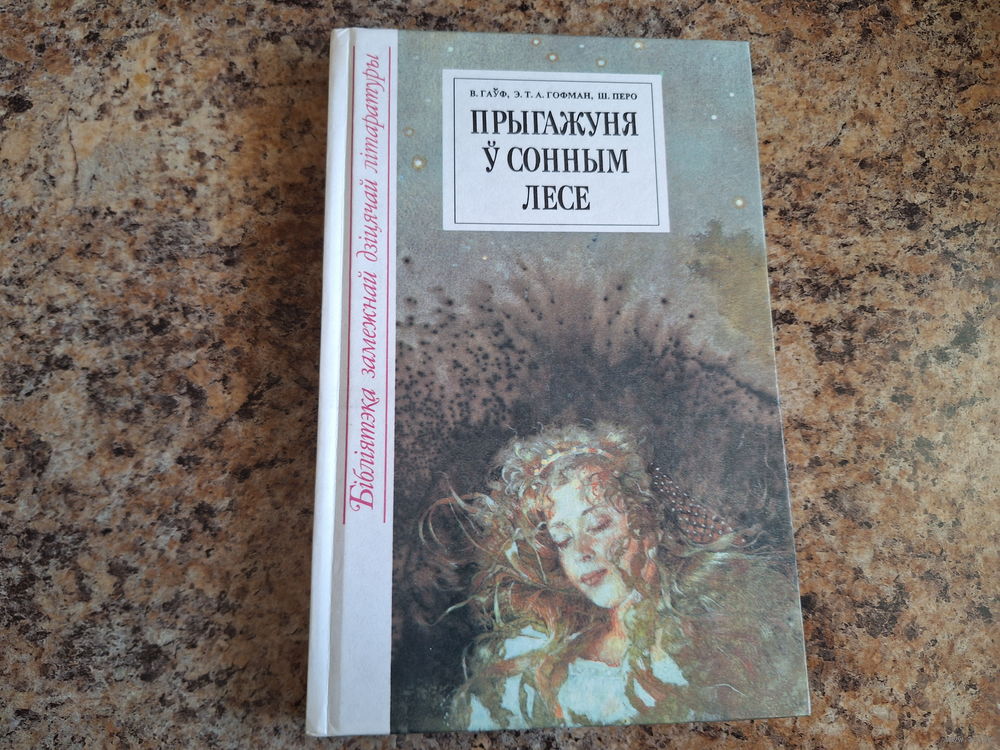 В. ГАЎФ, Э. Т. А. ГОФМАН, Ш. ПЕРО
ПРЫГАЖУНЯ
Ў СОННЫМ
ЛЕСЕ
Бібліятэка замежнай дзіцячай літаратуры